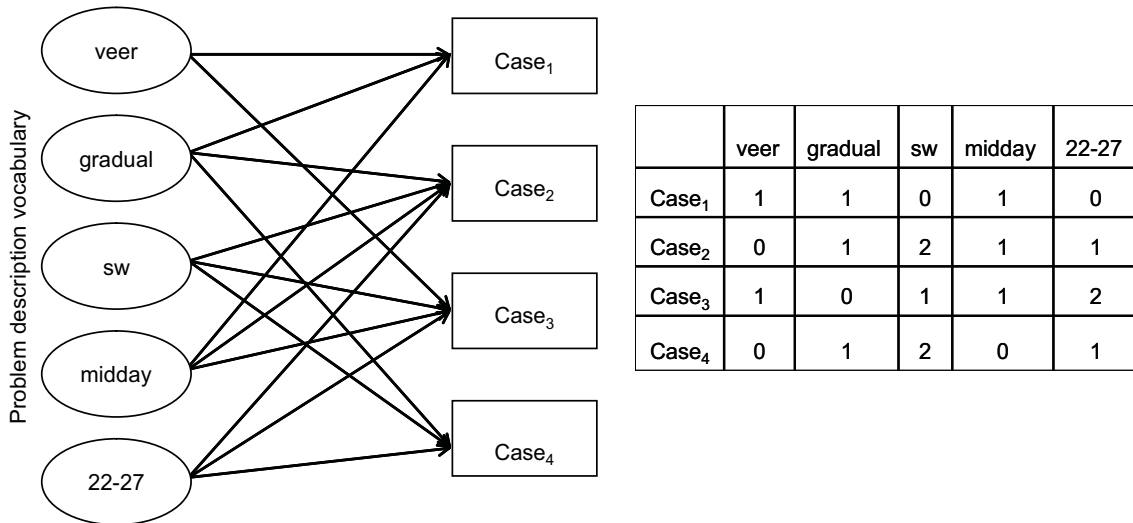 Problem description vocabulary
veer
gradual
sw
midday
22-27
Case₁
Case₂
Case₃
Case₄
veer gradual sw midday 22-27
Case₁ 1 1 0 1 0
Case₂ 0 1 2 1 1
Case₃ 1 0 1 1 2
Case₄ 0 1 2 0 1